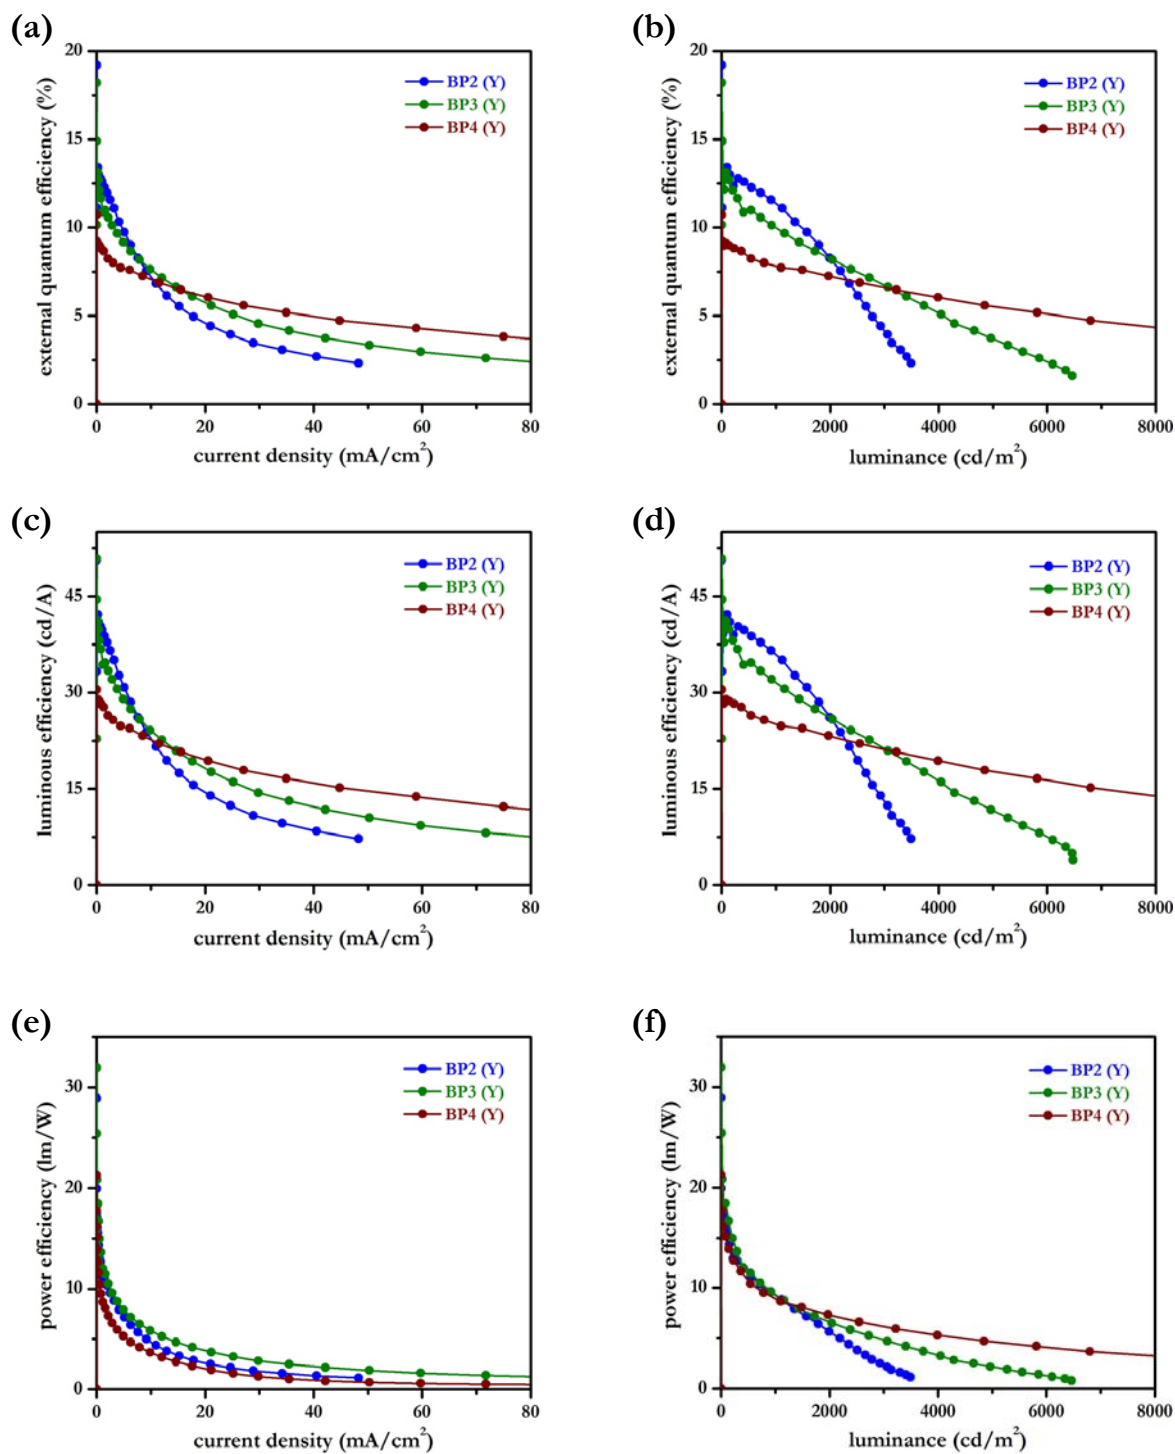 (a)
external quantum efficiency (%)
20
15
10
5
0
BP2 (Y)
BP3 (Y)
BP4 (Y)
0 20 40 60 80
current density (mA/cm²)
(b)
external quantum efficiency (%)
20
15
10
5
0
BP2 (Y)
BP3 (Y)
BP4 (Y)
0 2000 4000 6000 8000
luminance (cd/m²)
(c)
luminous efficiency (cd/A)
45
30
15
0
BP2 (Y)
BP3 (Y)
BP4 (Y)
0 20 40 60 80
current density (mA/cm²)
(d)
luminous efficiency (cd/A)
45
30
15
0
BP2 (Y)
BP3 (Y)
BP4 (Y)
0 2000 4000 6000 8000
luminance (cd/m²)
(e)
power efficiency (lm/W)
30
20
10
0
BP2 (Y)
BP3 (Y)
BP4 (Y)
0 20 40 60 80
current density (mA/cm²)
(f)
power efficiency (lm/W)
30
20
10
0
BP2 (Y)
BP3 (Y)
BP4 (Y)
0 2000 4000 6000 8000
luminance (cd/m²)